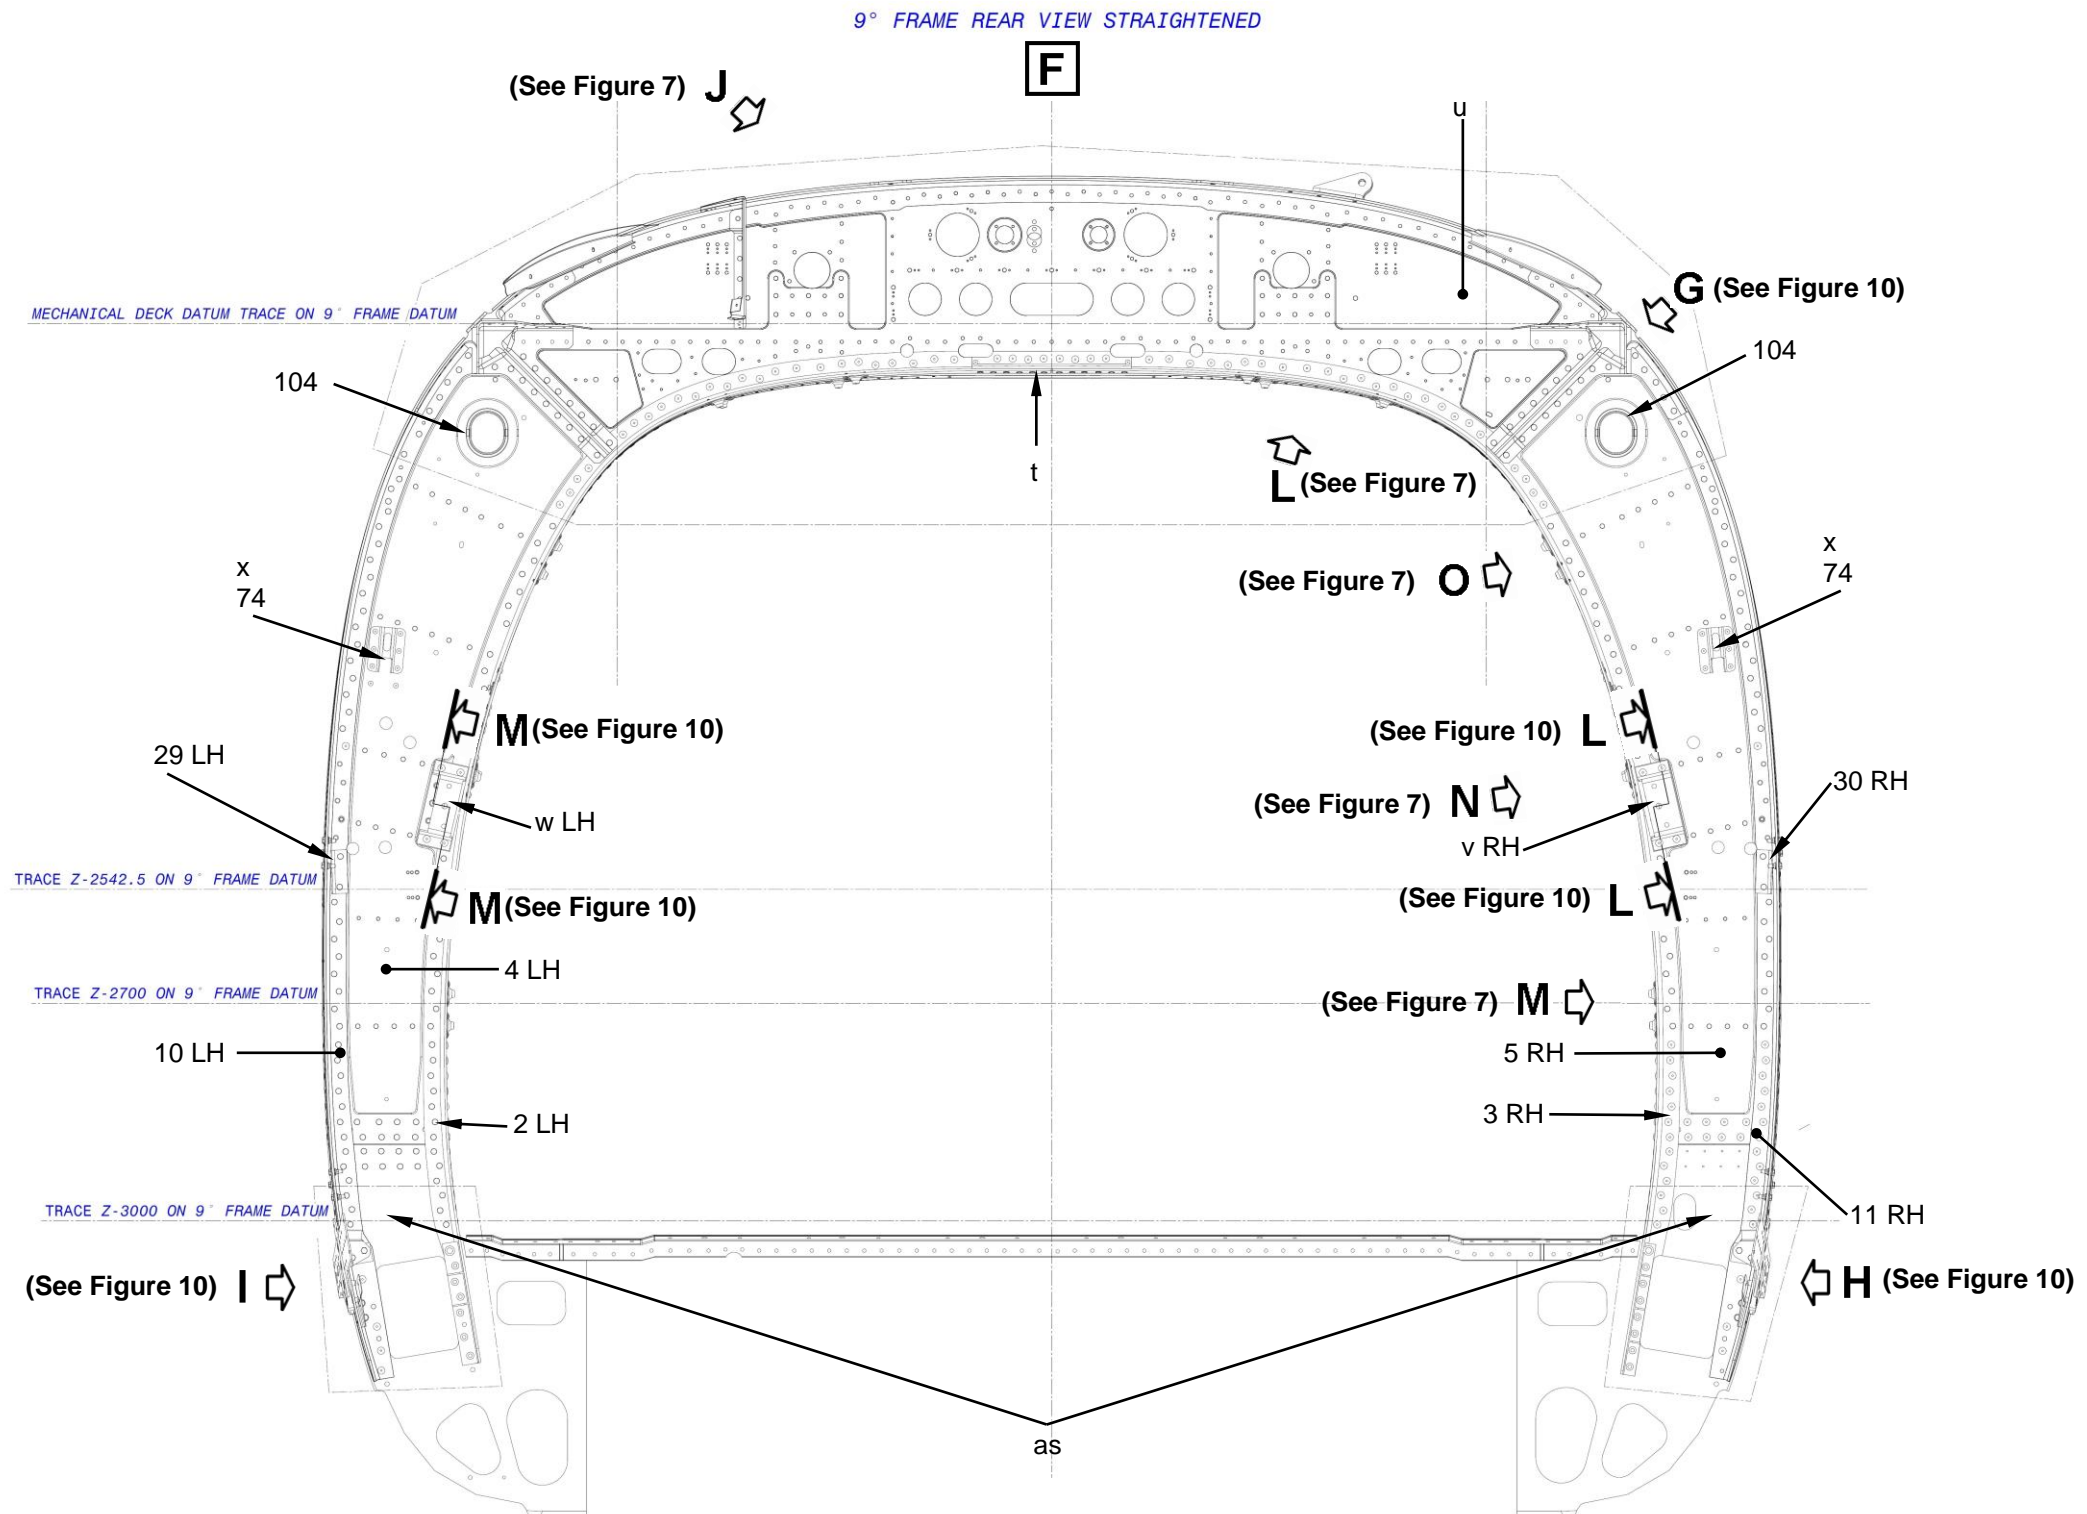 9° FRAME REAR VIEW STRAIGHTENED
F
(See Figure 7) J
u
G (See Figure 10)
MECHANICAL DECK DATUM TRACE ON 9° FRAME DATUM
104
104
t
L (See Figure 7)
x
74
(See Figure 7) O
x
74
M (See Figure 10)
(See Figure 10) L
29 LH
30 RH
w LH
(See Figure 7) N
v RH
TRACE Z-2542.5 ON 9° FRAME DATUM
M (See Figure 10)
(See Figure 10) L
4 LH
TRACE Z-2700 ON 9° FRAME DATUM
(See Figure 7) M
10 LH
5 RH
2 LH
3 RH
TRACE Z-3000 ON 9° FRAME DATUM
11 RH
(See Figure 10) I
H (See Figure 10)
as